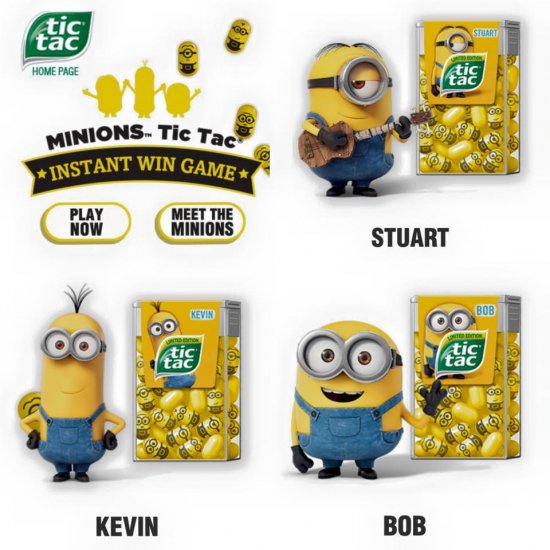 tic
tac
HOME PAGE
MINIONS™ Tic Tac®
INSTANT WIN GAME
PLAY
NOW
MEET THE
MINIONS
STUART
LIMITED EDITION
tic
tac
STUART
KEVIN
LIMITED EDITION
tic
tac
KEVIN
BOB
LIMITED EDITION
tic
tac
BOB